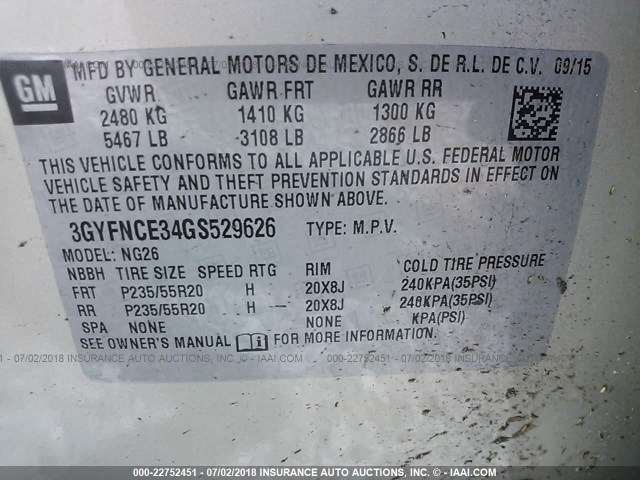 GM
MFD BY GENERAL MOTORS DE MEXICO, S. DE R.L. DE C.V. 09/15
GVWR GAWR FRT GAWR RR
2480 KG 1410 KG 1300 KG
5467 LB 3108 LB 2866 LB
THIS VEHICLE CONFORMS TO ALL APPLICABLE U.S. FEDERAL MOTOR
VEHICLE SAFETY AND THEFT PREVENTION STANDARDS IN EFFECT ON
THE DATE OF MANUFACTURE SHOWN ABOVE.
3GYFNCE34GS529626 TYPE: M.P.V.
MODEL: NG26
NBBH TIRE SIZE SPEED RTG RIM COLD TIRE PRESSURE
FRT P235/55R20 H 20X8J 240KPA(35PSI)
RR P235/55R20 H 20X8J 240KPA(35PSI)
SPA NONE NONE KPA(PSI)
SEE OWNER'S MANUAL FOR MORE INFORMATION.
000-22752451 - 07/02/2018 INSURANCE AUTO AUCTIONS - © IAAI.COM